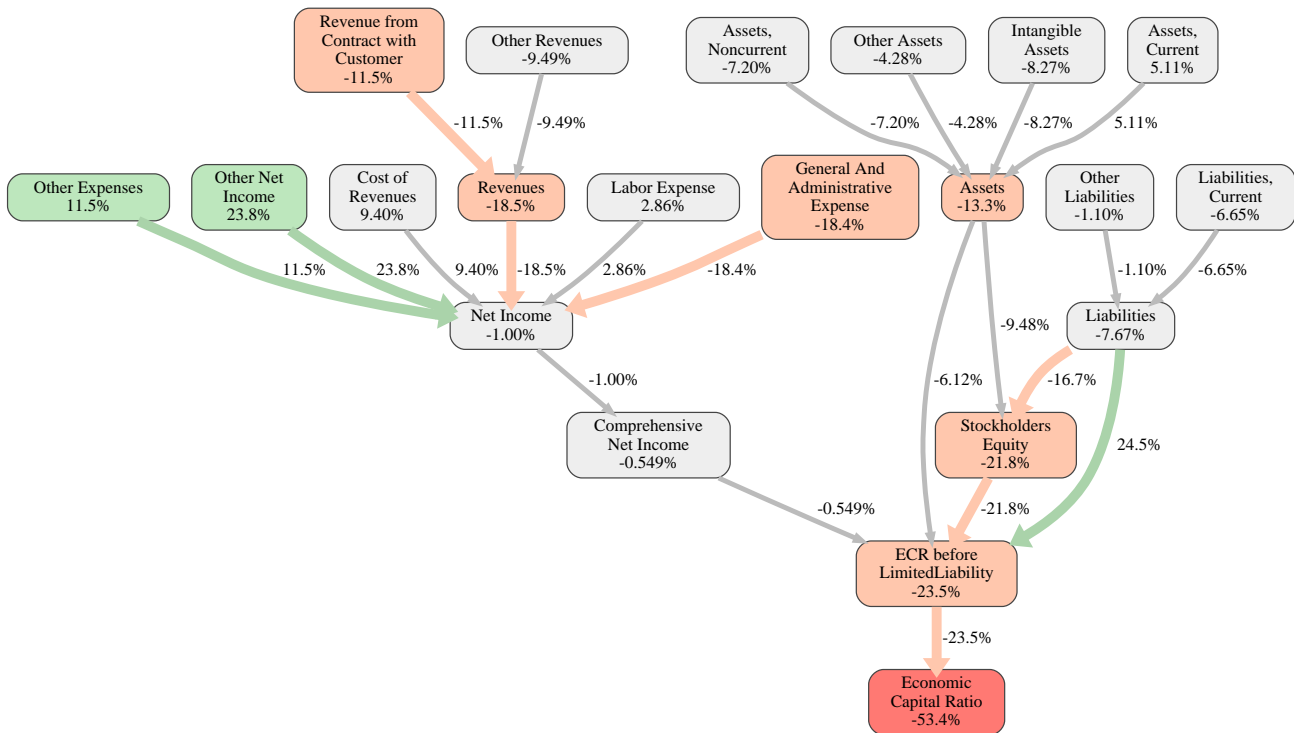 Revenue from
Contract with
Customer
-11.5%
Other Revenues
-9.49%
Assets,
Noncurrent
-7.20%
Other Assets
-4.28%
Intangible
Assets
-8.27%
Assets,
Current
5.11%
-11.5%
-9.49%
-7.20%
-4.28%
-8.27%
5.11%
Other Expenses
11.5%
Other Net
Income
23.8%
Cost of
Revenues
9.40%
Revenues
-18.5%
Labor Expense
2.86%
General And
Administrative
Expense
-18.4%
Assets
-13.3%
Other
Liabilities
-1.10%
Liabilities,
Current
-6.65%
11.5%
23.8%
9.40%
-18.5%
2.86%
-18.4%
-1.10%
-6.65%
Net Income
-1.00%
-9.48%
Liabilities
-7.67%
-1.00%
-6.12%
-16.7%
Comprehensive
Net Income
-0.549%
Stockholders
Equity
-21.8%
24.5%
-0.549%
-21.8%
ECR before
LimitedLiability
-23.5%
-23.5%
Economic
Capital Ratio
-53.4%